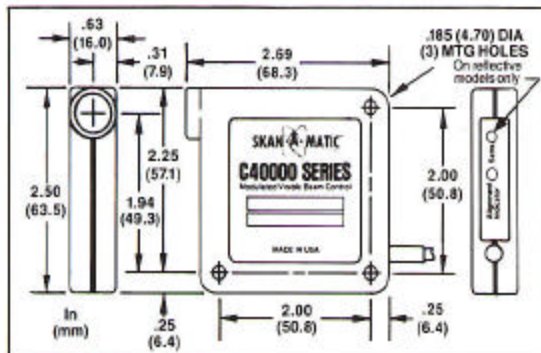 .63
(16.0)
.31
(7.9)
2.69
(68.3)
.185 (4.70) DIA
(3) MTG HOLES
On reflective
models only
2.50
(63.5)
2.25
(57.1)
1.94
(49.3)
SKAN-A-MATIC
C40000 SERIES
Modulated Visible Beam Control
MADE IN USA
2.00
(50.8)
Gains
Alignment
Indicator
In
(mm)
.25
(6.4)
2.00
(50.8)
.25
(6.4)